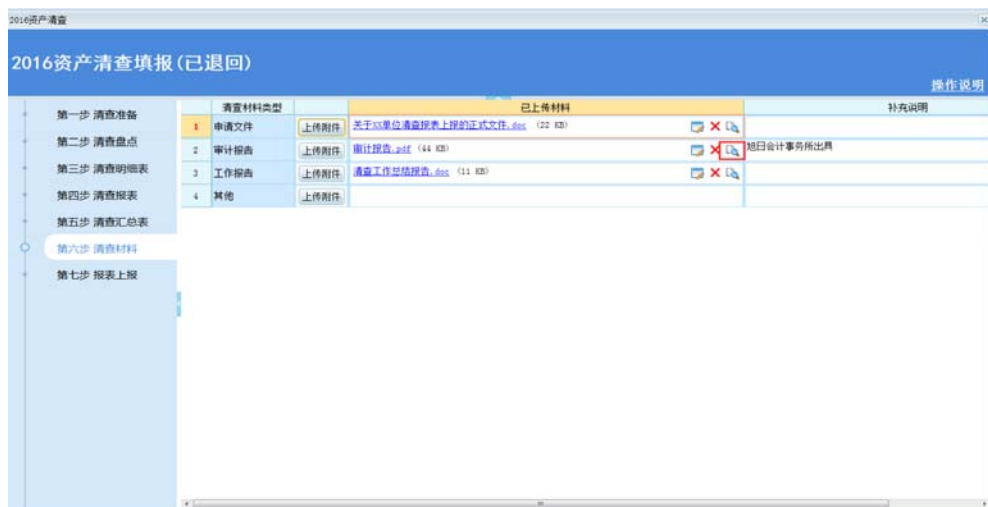 2016资产清查
2016资产清查填报(已退回)
操作说明
第一步 清查准备
第二步 清查盘点
第三步 清查明细表
第四步 清查报表
第五步 清查汇总表
第六步 清查材料
第七步 报表上报
清查材料类型 已上传材料 补充说明
1 申请文件 上传附件 关于XX单位清查报表上报的正式文件.doc (22 KB)
2 审计报告 上传附件 审计报告.pdf (44 KB) 旭日会计事务所出具
3 工作报告 上传附件 清查工作总结报告.doc (11 KB)
4 其他 上传附件